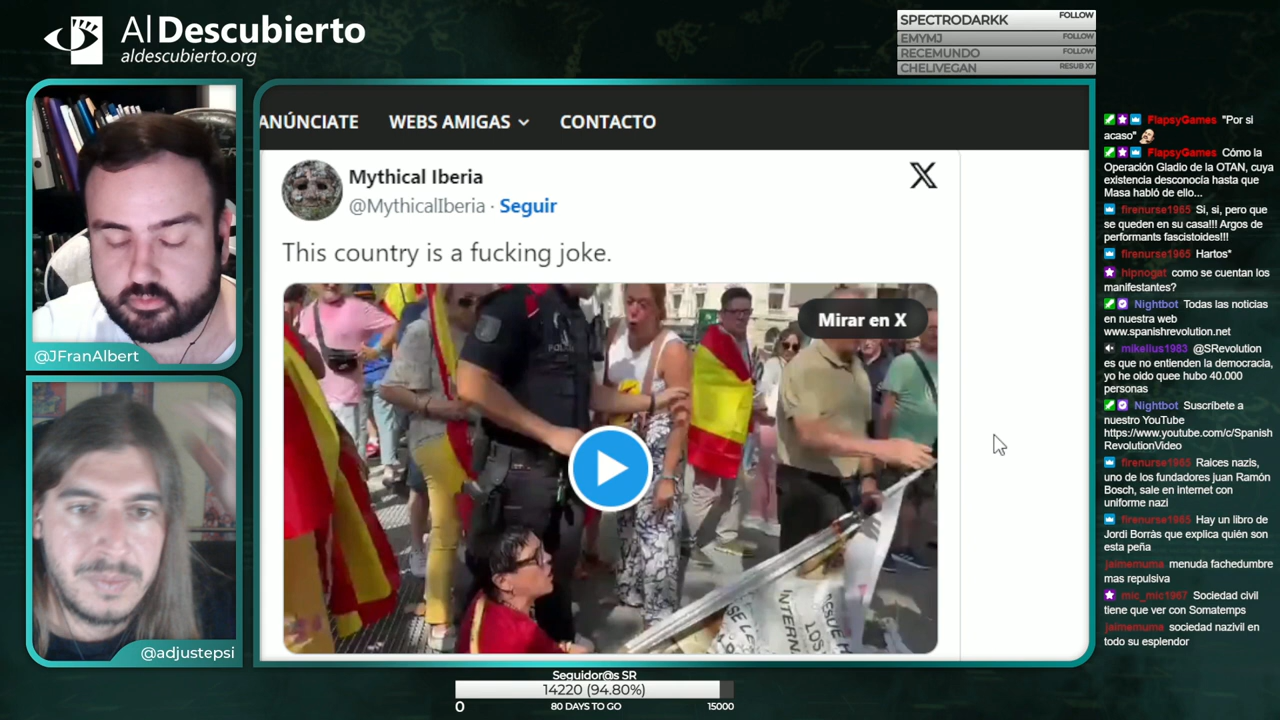 Al Descubierto
aldescubierto.org
SPECTRODARKK FOLLOW
EMYMJ FOLLOW
RECEMUNDO FOLLOW
CHELIVEGAN RESUB X7
@JFranAlbert
@adjustepsi
ANÚNCIATE WEBS AMIGAS CONTACTO
Mythical Iberia
@MythicalIberia · Seguir
This country is a fucking joke.
Mirar en X
FlapsyGames "Por si
acaso"
FlapsyGames Cómo la
Operación Gladio de la OTAN, cuya
existencia desconocía hasta que
Masa habló de ello...
firenurse1965 Si, si, pero que
se queden en su casa!!! Argos de
performants fascistoides!!!
firenurse1965 Hartos*
hipnogat como se cuentan los
manifestantes?
Nightbot Todas las noticias
en nuestra web
www.spanishrevolution.net
mikelius1983 @SRevolution
es que no entienden la democracia,
yo he oido quee hubo 40.000
personas
Nightbot Suscríbete a
nuestro YouTube
https://www.youtube.com/c/Spanish
RevolutionVideo
firenurse1965 Raices nazis,
uno de los fundadores juan Ramón
Bosch, sale en internet con
uniforme nazi
firenurse1965 Hay un libro de
Jordi Borràs que explica quién son
esta peña
jaimemuma menuda fachedumbre
mas repulsiva
mic_mic1967 Sociedad civil
tiene que ver con Somatemps
jaimemuma sociedad nazivil en
todo su esplendor
Seguidor@s SR
14220 (94.80%)
0 80 DAYS TO GO 15000